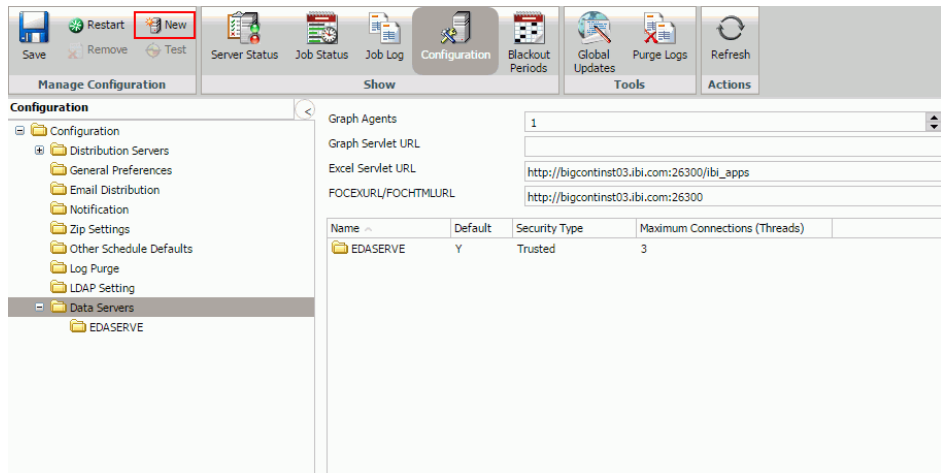 Restart New
Save Remove Test
Manage Configuration
Server Status Job Status Job Log Configuration Blackout Periods
Show
Global Updates Purge Logs
Tools
Refresh
Actions
Configuration
Configuration
Distribution Servers
General Preferences
Email Distribution
Notification
Zip Settings
Other Schedule Defaults
Log Purge
LDAP Setting
Data Servers
EDASERVE
Graph Agents 1
Graph Servlet URL
Excel Servlet URL http://bigcontinst03.ibi.com:26300/ibi_apps
FOCEXURL/FOCHTMLURL http://bigcontinst03.ibi.com:26300
Name Default Security Type Maximum Connections (Threads)
EDASERVE Y Trusted 3